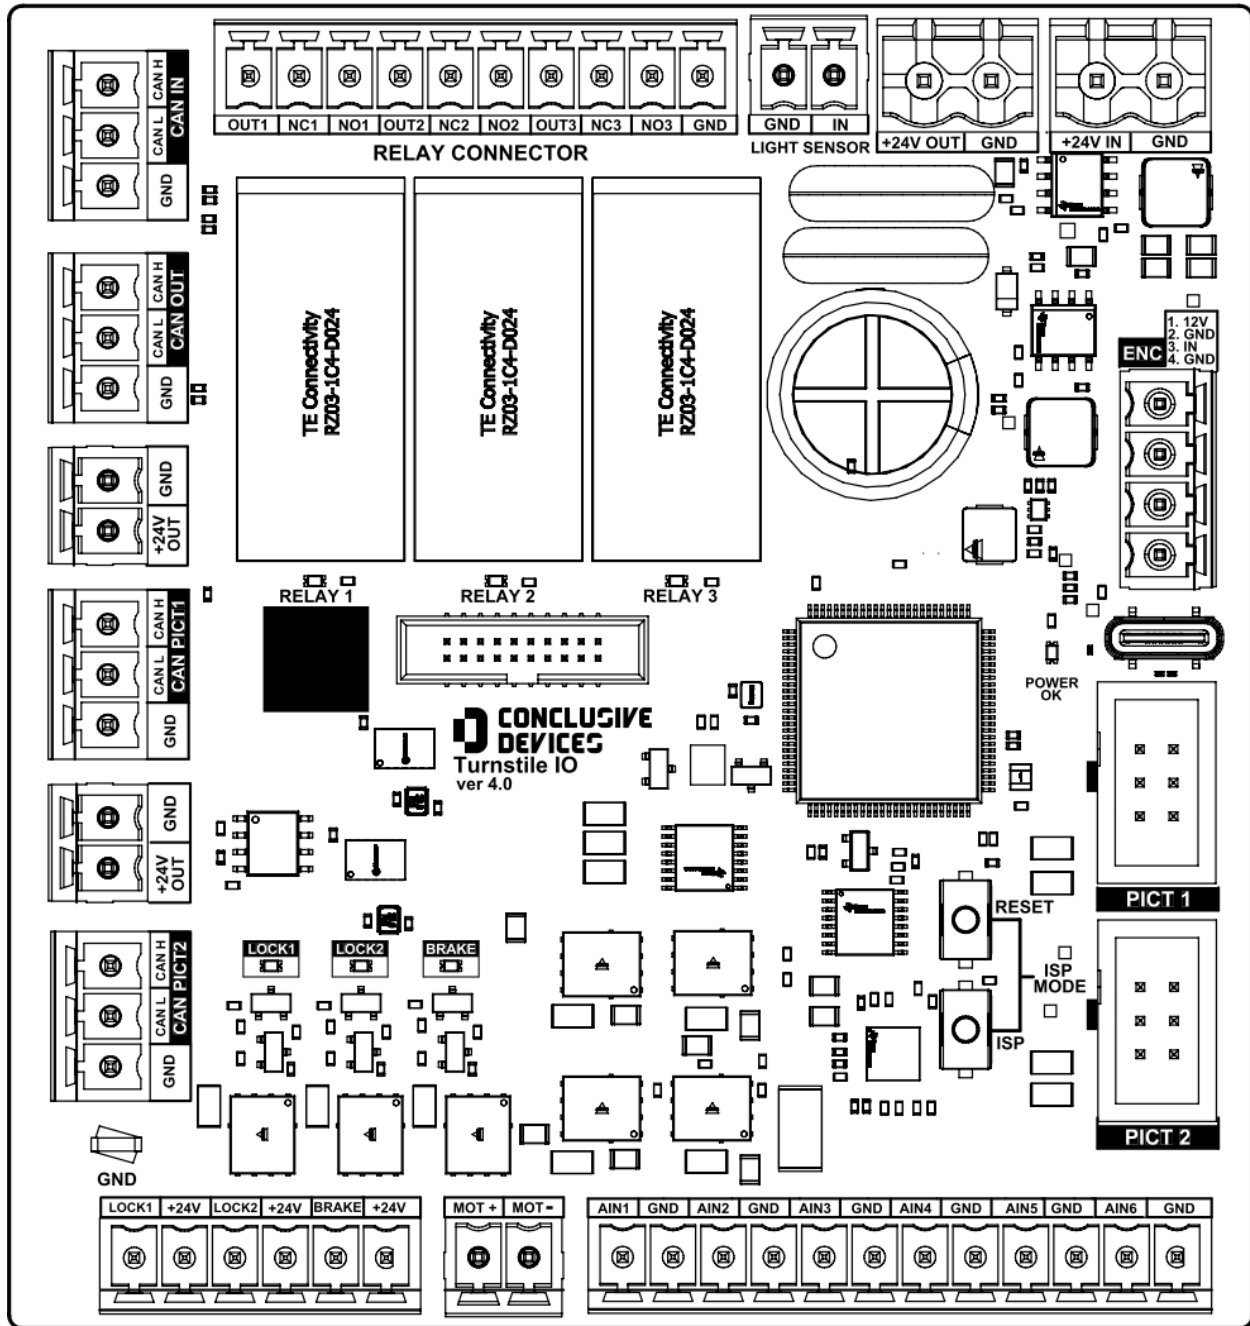 OUT1 NC1 NO1 OUT2 NC2 NO2 OUT3 NC3 NO3 GND
RELAY CONNECTOR
GND IN
LIGHT SENSOR
+24V OUT GND
+24V IN GND
CAN H
CAN L
GND
CAN IN
CAN H
CAN L
GND
CAN OUT
GND
+24V
OUT
CAN H
CAN L
GND
CAN PICT1
GND
+24V
OUT
CAN H
CAN L
GND
CAN PICT2
TE Connectivity
RZ03-1C4-D024
TE Connectivity
RZ03-1C4-D024
TE Connectivity
RZ03-1C4-D024
RELAY 1
RELAY 2
RELAY 3
ENC
1. 12V
2. GND
3. IN
4. GND
POWER
OK
CONCLUSIVE
DEVICES
Turnstile IO
ver 4.0
PICT 1
RESET
ISP
MODE
ISP
PICT 2
LOCK1
LOCK2
BRAKE
GND
LOCK1 +24V LOCK2 +24V BRAKE +24V
MOT + MOT -
AIN1 GND AIN2 GND AIN3 GND AIN4 GND AIN5 GND AIN6 GND